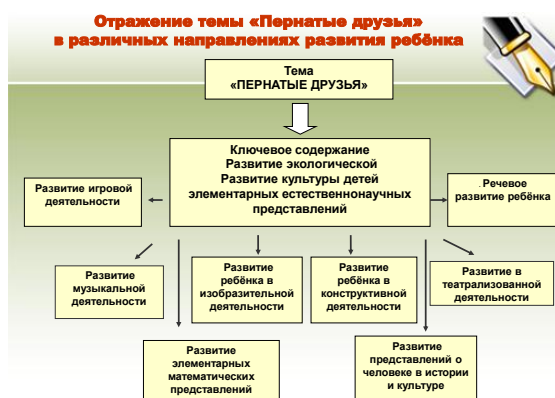 Отражение темы «Пернатые друзья»
в различных направлениях развития ребёнка
Тема
«ПЕРНАТЫЕ ДРУЗЬЯ»
Ключевое содержание
Развитие экологической
Развитие культуры детей
элементарных естественнонаучных
представлений
Развитие игровой
деятельности
. Речевое
развитие ребёнка
Развитие
музыкальной
деятельности
Развитие
ребёнка в
изобразительной
деятельности
Развитие
ребёнка в
конструктивной
деятельности
Развитие в
театрализованной
деятельности
Развитие
элементарных
математических
представлений
Развитие
представлений о
человеке в истории
и культуре